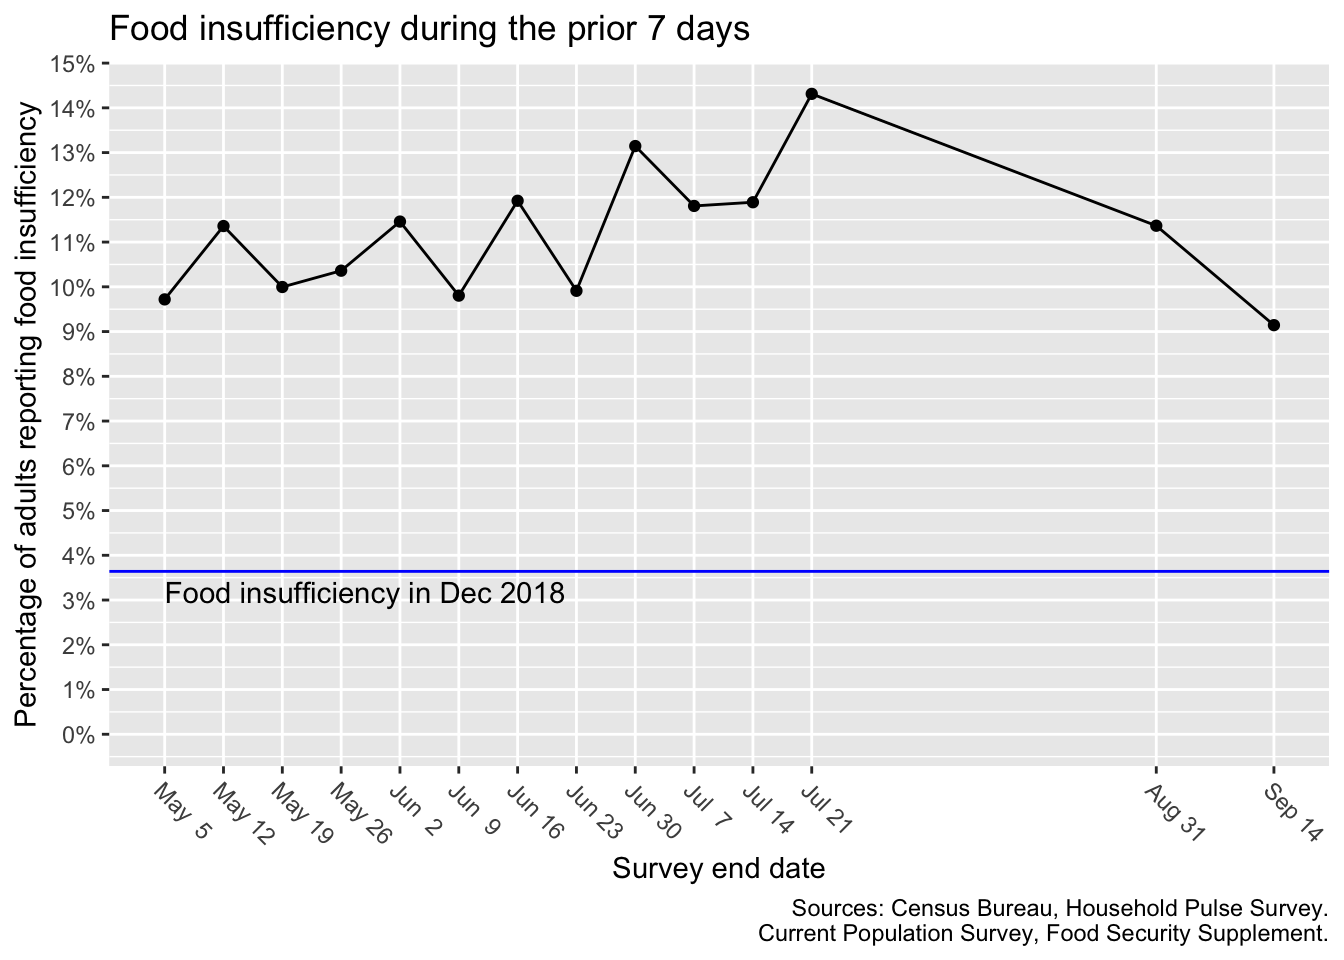 Food insufficiency during the prior 7 days
Percentage of adults reporting food insufficiency
15%
14%
13%
12%
11%
10%
9%
8%
7%
6%
5%
4%
3%
2%
1%
0%
Food insufficiency in Dec 2018
May 5
May 12
May 19
May 26
Jun 2
Jun 9
Jun 16
Jun 23
Jun 30
Jul 7
Jul 14
Jul 21
Aug 31
Sep 14
Survey end date
Sources: Census Bureau, Household Pulse Survey.
Current Population Survey, Food Security Supplement.